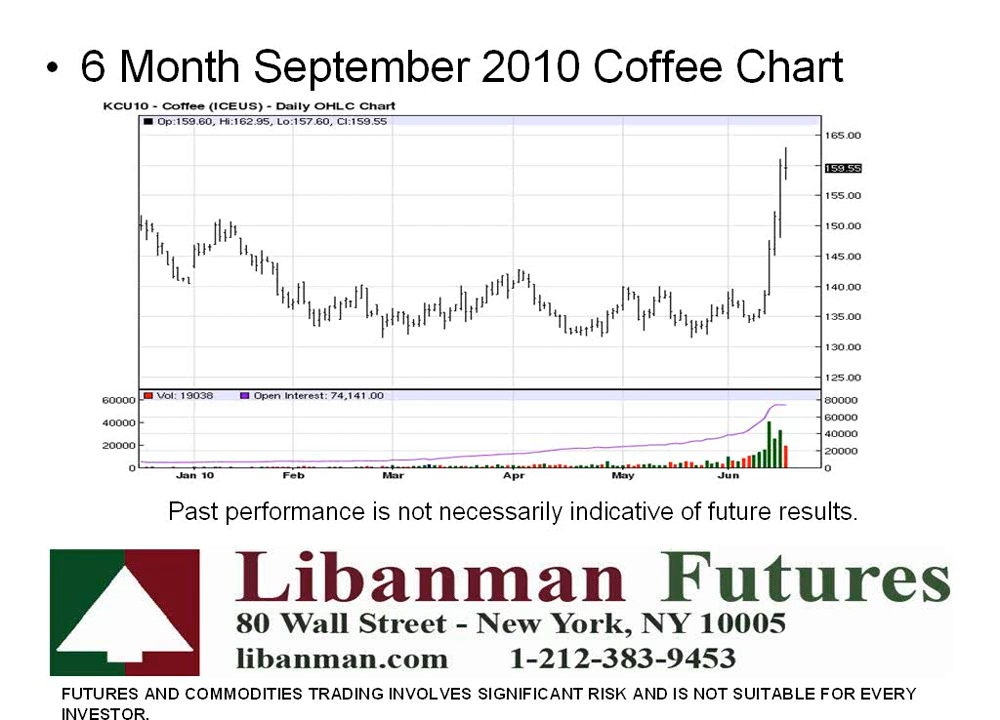 • 6 Month September 2010 Coffee Chart
KCU10 - Coffee (ICEUS) - Daily OHLC Chart
Op:159.60, Hi:162.95, Lo:157.60, Cl:159.55
165.00
159.55
155.00
150.00
145.00
140.00
135.00
130.00
125.00
Vol: 19038 Open Interest: 74,141.00
60000 80000
60000
40000 40000
20000 20000
0 0
Jan 10 Feb Mar Apr May Jun
Past performance is not necessarily indicative of future results.
Libanman Futures
80 Wall Street - New York, NY 10005
libanman.com 1-212-383-9453
FUTURES AND COMMODITIES TRADING INVOLVES SIGNIFICANT RISK AND IS NOT SUITABLE FOR EVERY
INVESTOR.